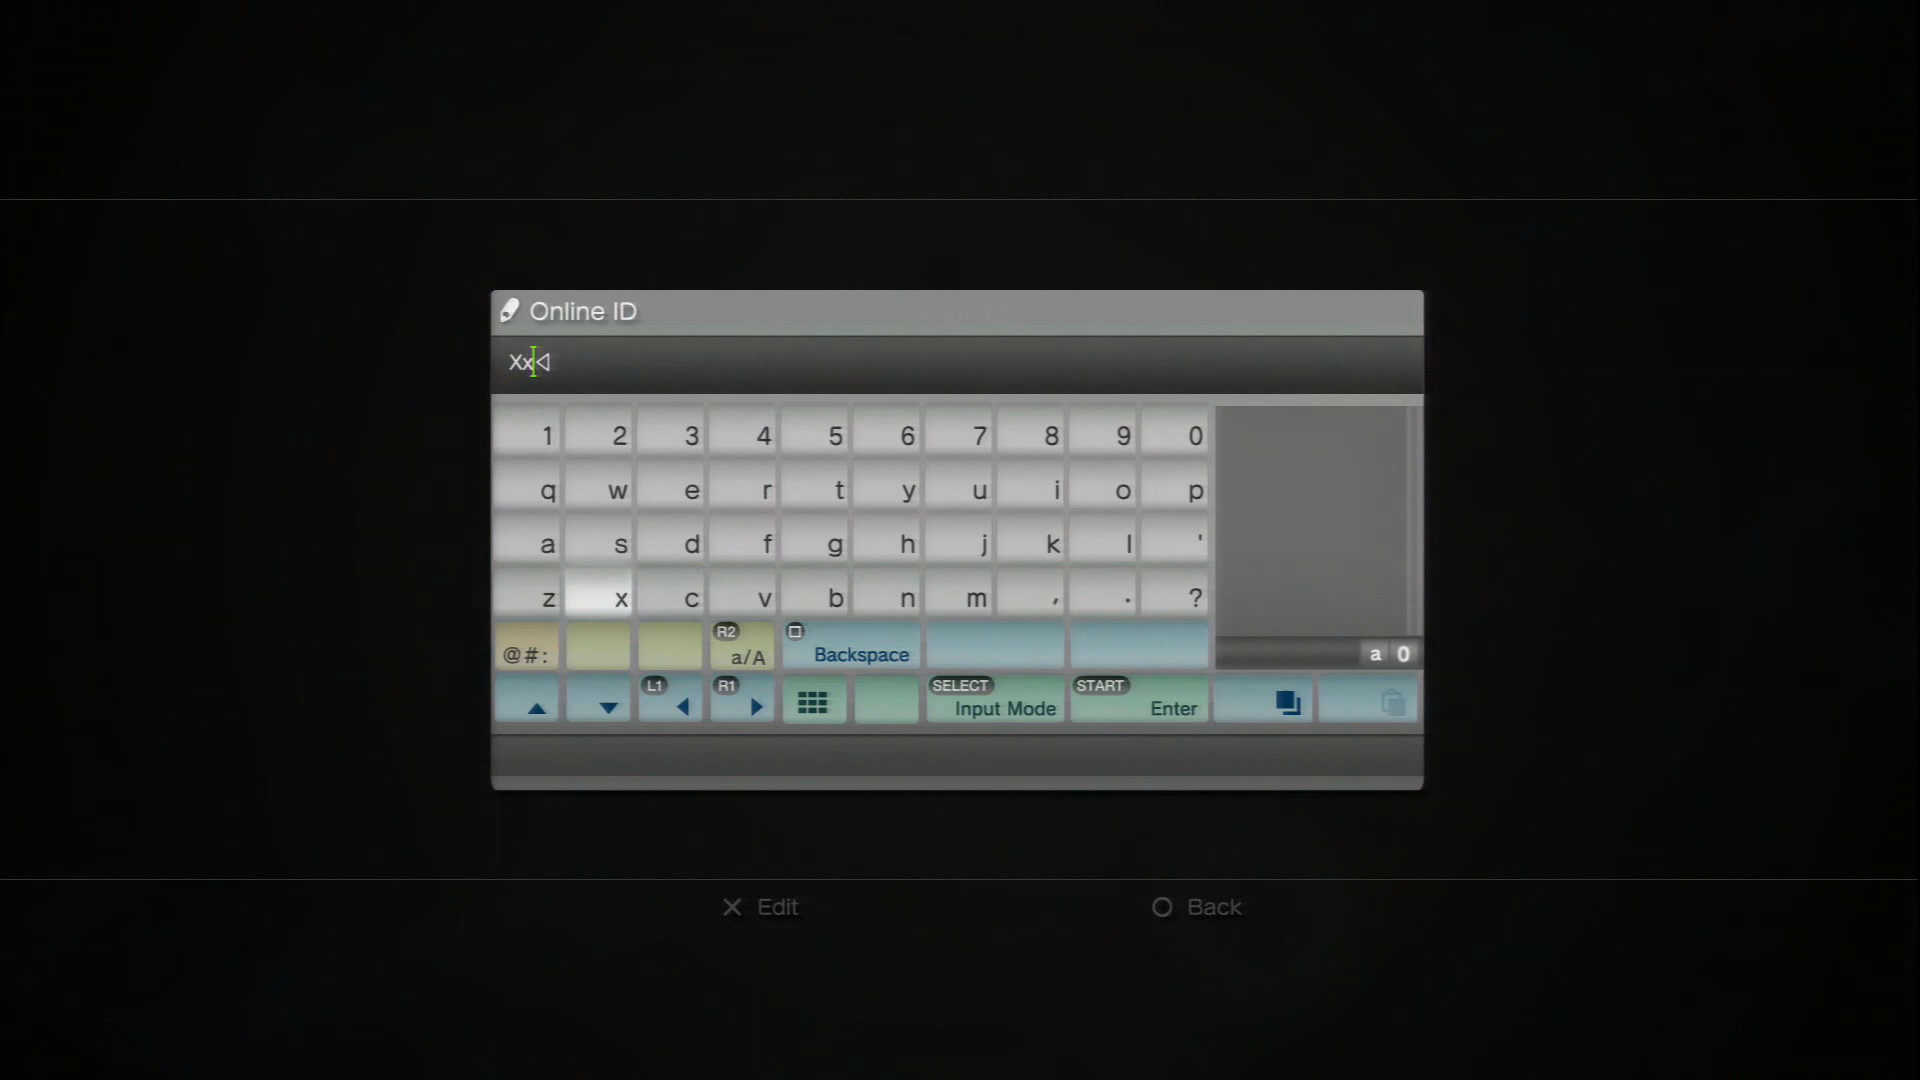 Online ID
Xx
1 2 3 4 5 6 7 8 9 0
q w e r t y u i o p
a s d f g h j k l '
z x c v b n m , . ?
@#: R2 a/A Backspace
a 0
L1 R1 SELECT Input Mode START Enter
Edit Back